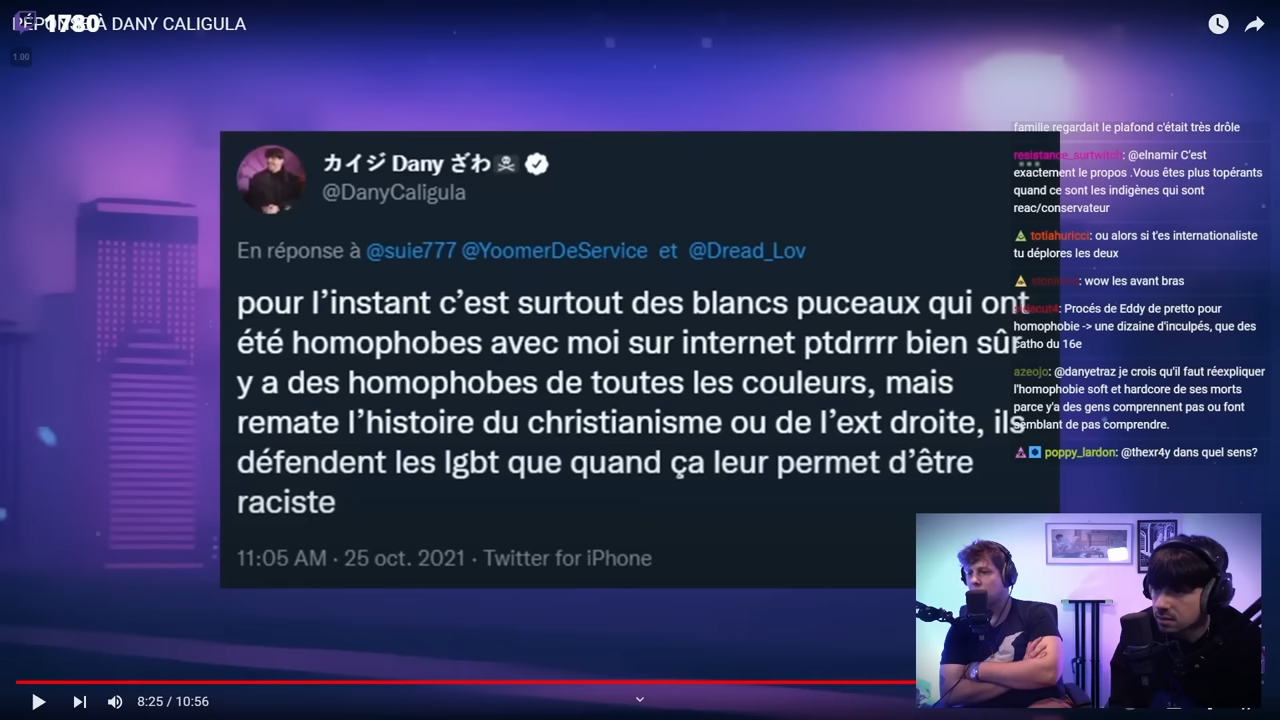 RÉPONSE À DANY CALIGULA
1780
1.00
カイジ Dany ざわ
@DanyCaligula
En réponse à @suie777 @YoomerDeService et @Dread_Lov
pour l’instant c’est surtout des blancs puceaux qui ont
été homophobes avec moi sur internet ptdrrrr bien sûr
y a des homophobes de toutes les couleurs, mais
remate l’histoire du christianisme ou de l’ext droite, ils
défendent les lgbt que quand ça leur permet d’être
raciste
11:05 AM · 25 oct. 2021 · Twitter for iPhone
famille regardait le plafond c'était très drôle
resistance_surtwitch: @elnamir C'est
exactement le propos .Vous êtes plus topérants
quand ce sont les indigènes qui sont
reac/conservateur
totiahuricci: ou alors si t'es internationaliste
tu déplores les deux
: wow les avant bras
: Procés de Eddy de pretto pour
homophobie -> une dizaine d'inculpés, que des
catho du 16e
azeojo: @danyetraz je crois qu'il faut réexpliquer
l'homophobie soft et hardcore de ses morts
parce y'a des gens comprennent pas ou font
semblant de pas comprendre.
poppy_lardon: @thexr4y dans quel sens?
8:25 / 10:56